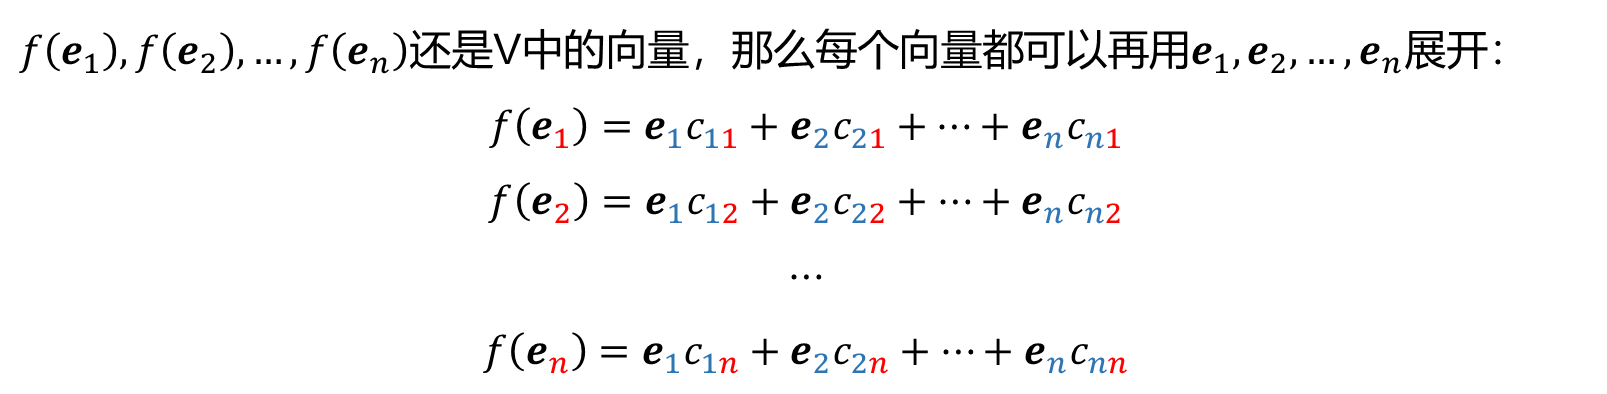 f(e₁), f(e₂), …, f(eₙ)还是V中的向量，那么每个向量都可以再用e₁, e₂, …, eₙ展开：
f(e₁) = e₁c₁₁ + e₂c₂₁ + ⋯ + eₙcₙ₁
f(e₂) = e₁c₁₂ + e₂c₂₂ + ⋯ + eₙcₙ₂
⋯
f(eₙ) = e₁c₁ₙ + e₂c₂ₙ + ⋯ + eₙcₙₙ